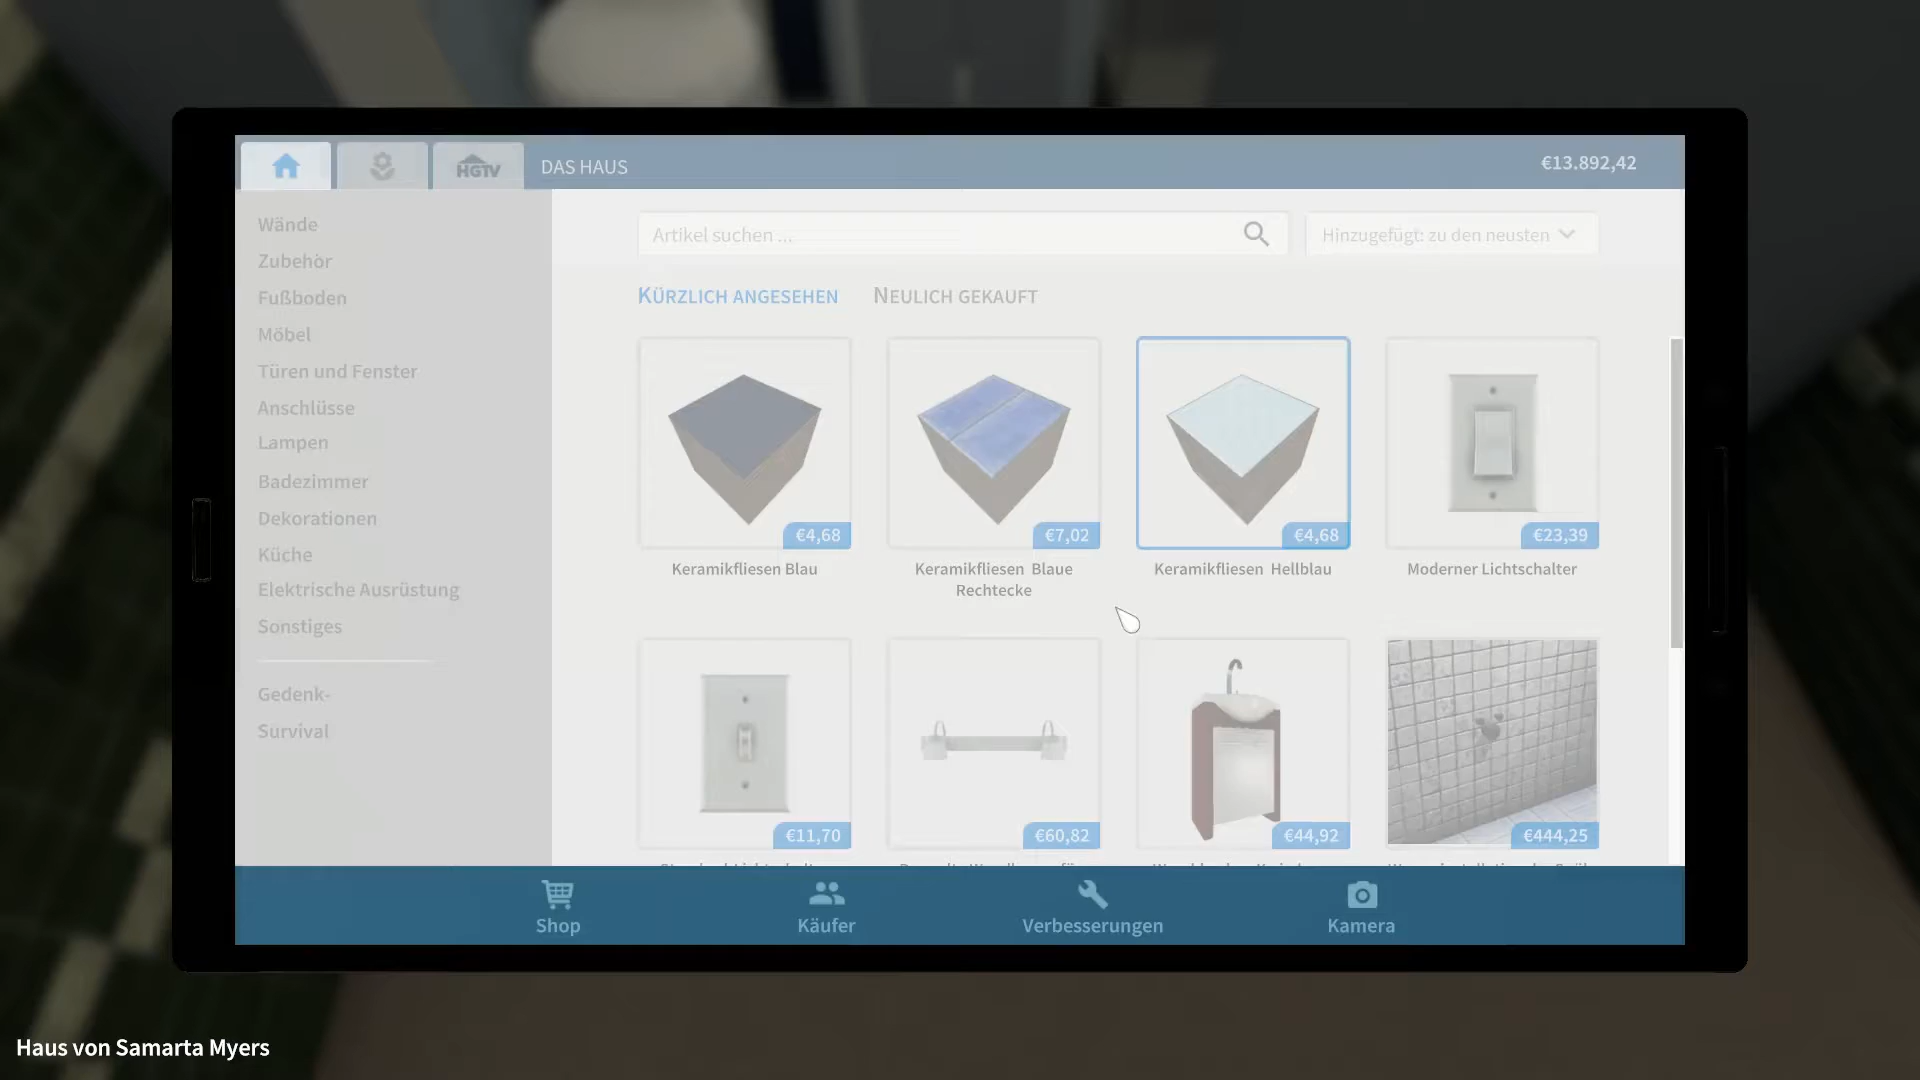 HGTV
DAS HAUS
€13.892,42
Wände
Zubehör
Fußboden
Möbel
Türen und Fenster
Anschlüsse
Lampen
Badezimmer
Dekorationen
Küche
Elektrische Ausrüstung
Sonstiges
Gedenk-
Survival
Artikel suchen ...
Hinzugefügt: zu den neusten
KÜRZLICH ANGESEHEN
NEULICH GEKAUFT
€4,68
€7,02
€4,68
€23,39
Keramikfliesen Blau
Keramikfliesen Blaue
Rechtecke
Keramikfliesen Hellblau
Moderner Lichtschalter
€11,70
€60,82
€44,92
€444,25
Shop
Käufer
Verbesserungen
Kamera
Haus von Samarta Myers